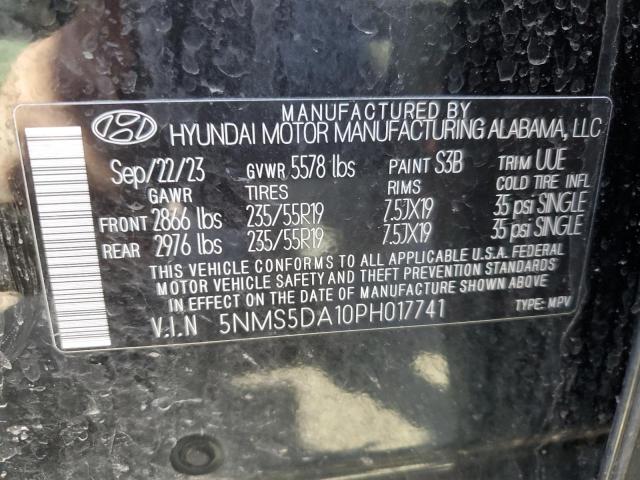 MANUFACTURED BY
HYUNDAI MOTOR MANUFACTURING ALABAMA, LLC
Sep/22/23 GVWR 5578 lbs PAINT S3B TRIM UUE
GAWR TIRES RIMS COLD TIRE INFL
FRONT 2866 lbs 235/55R19 7.5JX19 35 psi SINGLE
REAR 2976 lbs 235/55R19 7.5JX19 35 psi SINGLE
THIS VEHICLE CONFORMS TO ALL APPLICABLE U.S.A. FEDERAL
MOTOR VEHICLE SAFETY AND THEFT PREVENTION STANDARDS
IN EFFECT ON THE DATE OF MANUFACTURE SHOWN ABOVE.
V.I.N 5NMS5DA10PH017741 TYPE: MPV